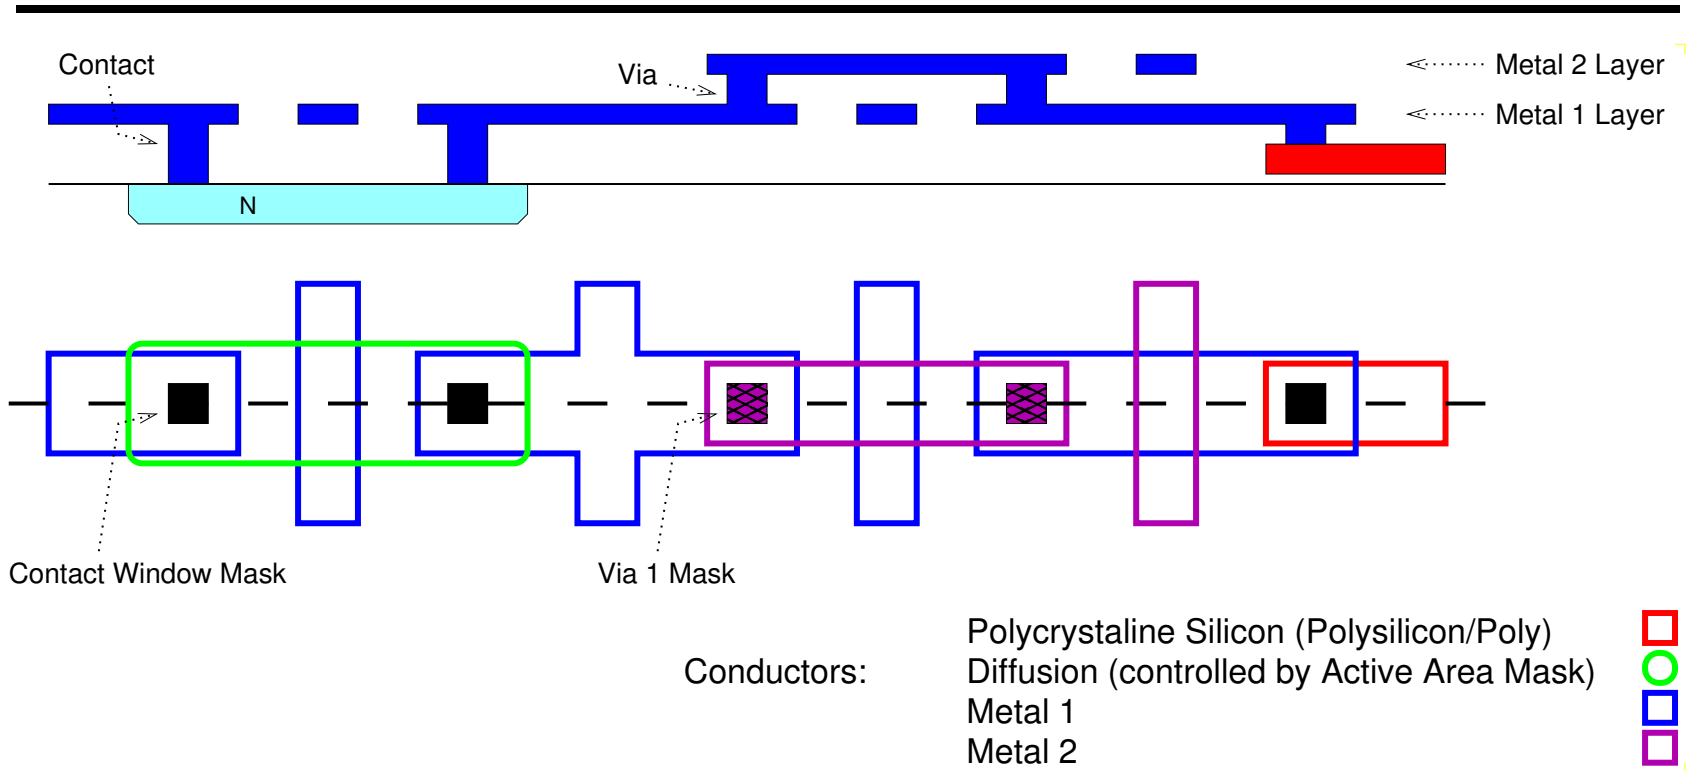 Contact
Via
Metal 2 Layer
Metal 1 Layer
N
Contact Window Mask
Via 1 Mask
Polycrystaline Silicon (Polysilicon/Poly)
Conductors: Diffusion (controlled by Active Area Mask)
Metal 1
Metal 2